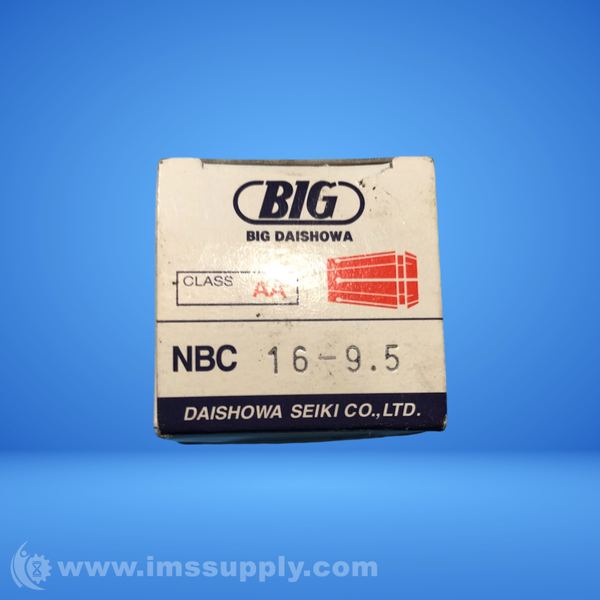 BIG
BIG DAISHOWA
CLASS AA
NBC 16-9.5
DAISHOWA SEIKI CO.,LTD.
www.imssupply.com